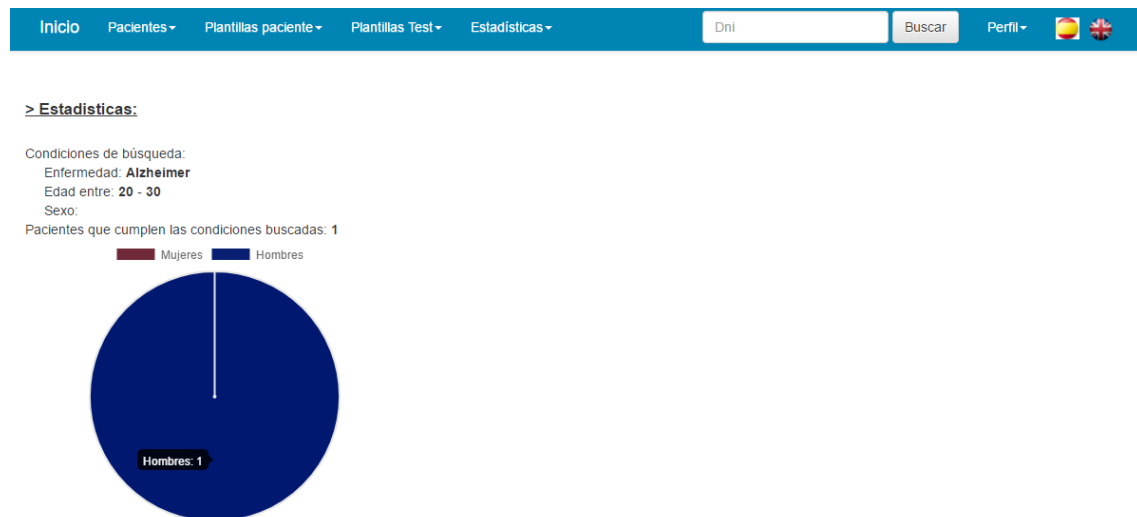 Inicio Pacientes Plantillas paciente Plantillas Test Estadísticas Dni Buscar Perfil
> Estadisticas:
Condiciones de búsqueda:
Enfermedad: Alzheimer
Edad entre: 20 - 30
Sexo:
Pacientes que cumplen las condiciones buscadas: 1
Mujeres Hombres
Hombres: 1